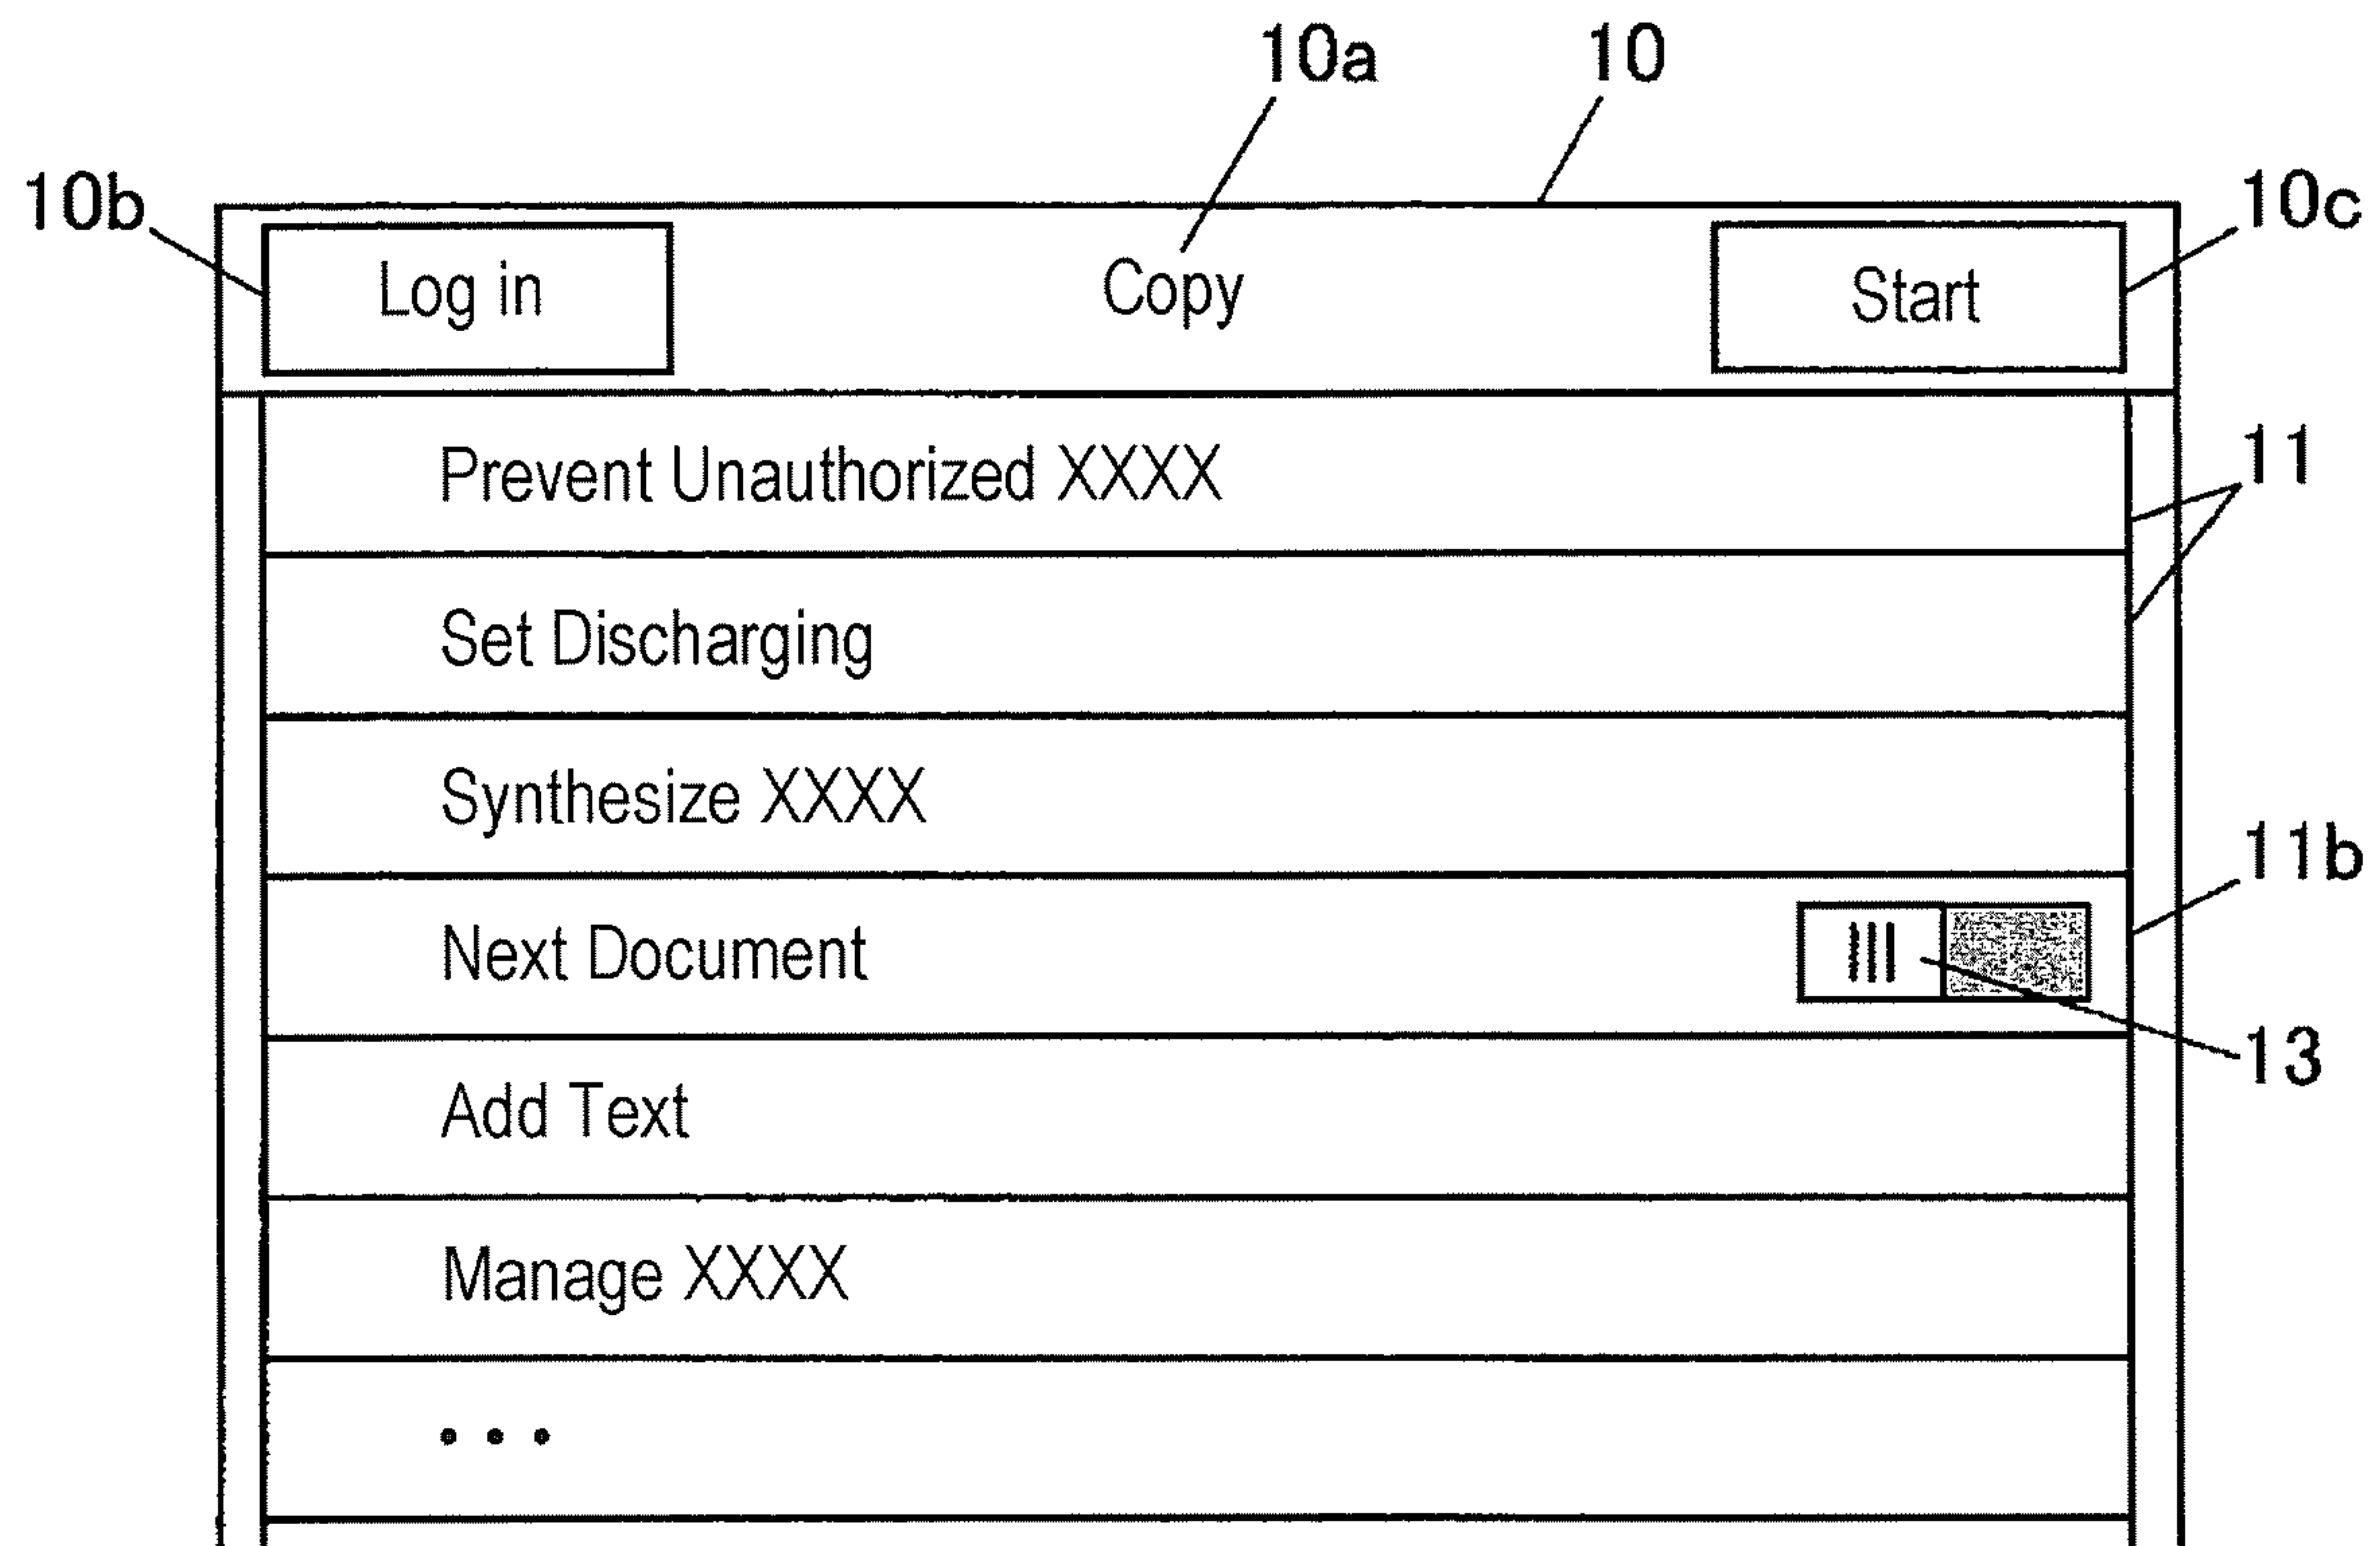 10a 10
10b 10c
Log in Copy Start
Prevent Unauthorized XXXX
11
Set Discharging
Synthesize XXXX
11b
Next Document
13
Add Text
Manage XXXX
• • •